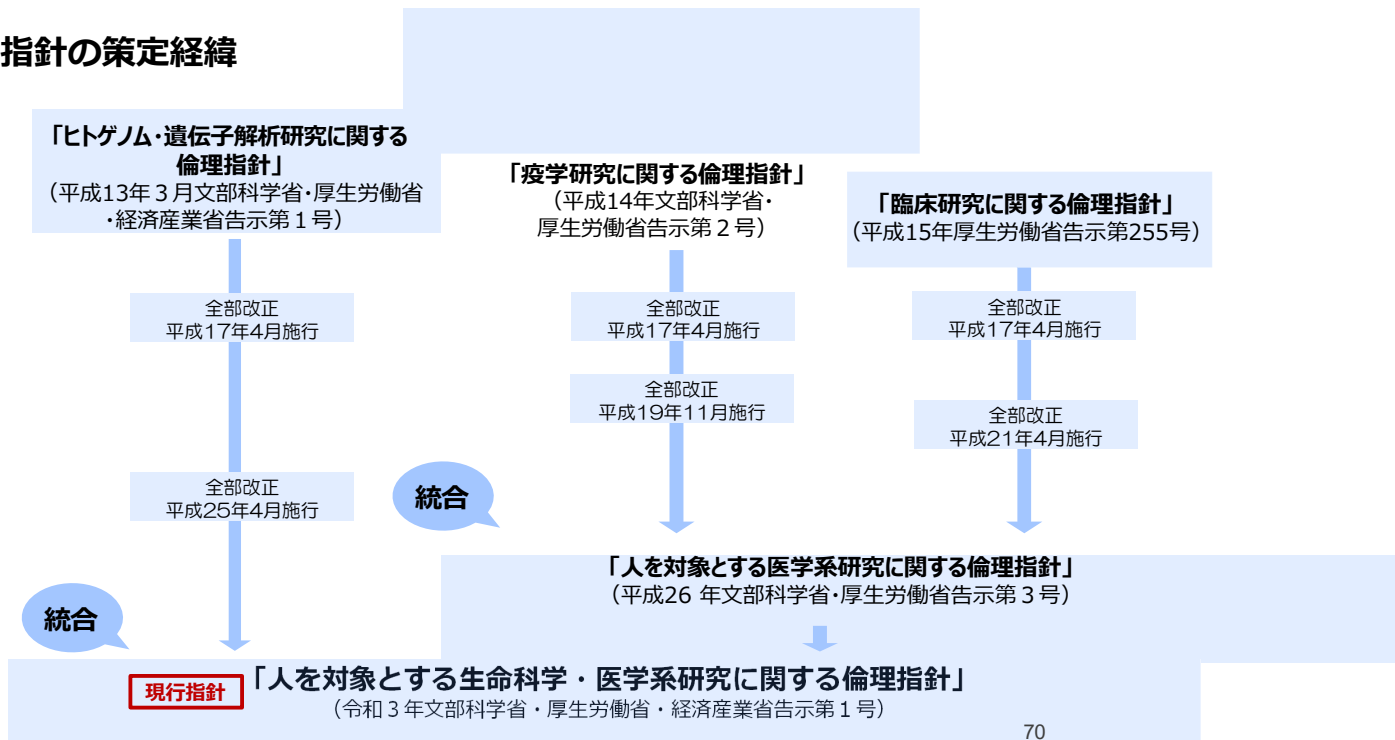 指針の策定経緯
「ヒトゲノム・遺伝子解析研究に関する
倫理指針」
（平成13年３月文部科学省・厚生労働省
・経済産業省告示第１号）
全部改正
平成17年4月施行
全部改正
平成25年4月施行
「疫学研究に関する倫理指針」
（平成14年文部科学省・
厚生労働省告示第２号）
全部改正
平成17年4月施行
全部改正
平成19年11月施行
「臨床研究に関する倫理指針」
（平成15年厚生労働省告示第255号）
全部改正
平成17年4月施行
全部改正
平成21年4月施行
統合
「人を対象とする医学系研究に関する倫理指針」
（平成26 年文部科学省・厚生労働省告示第３号）
統合
現行指針
「人を対象とする生命科学・医学系研究に関する倫理指針」
（令和３年文部科学省・厚生労働省・経済産業省告示第１号）
70